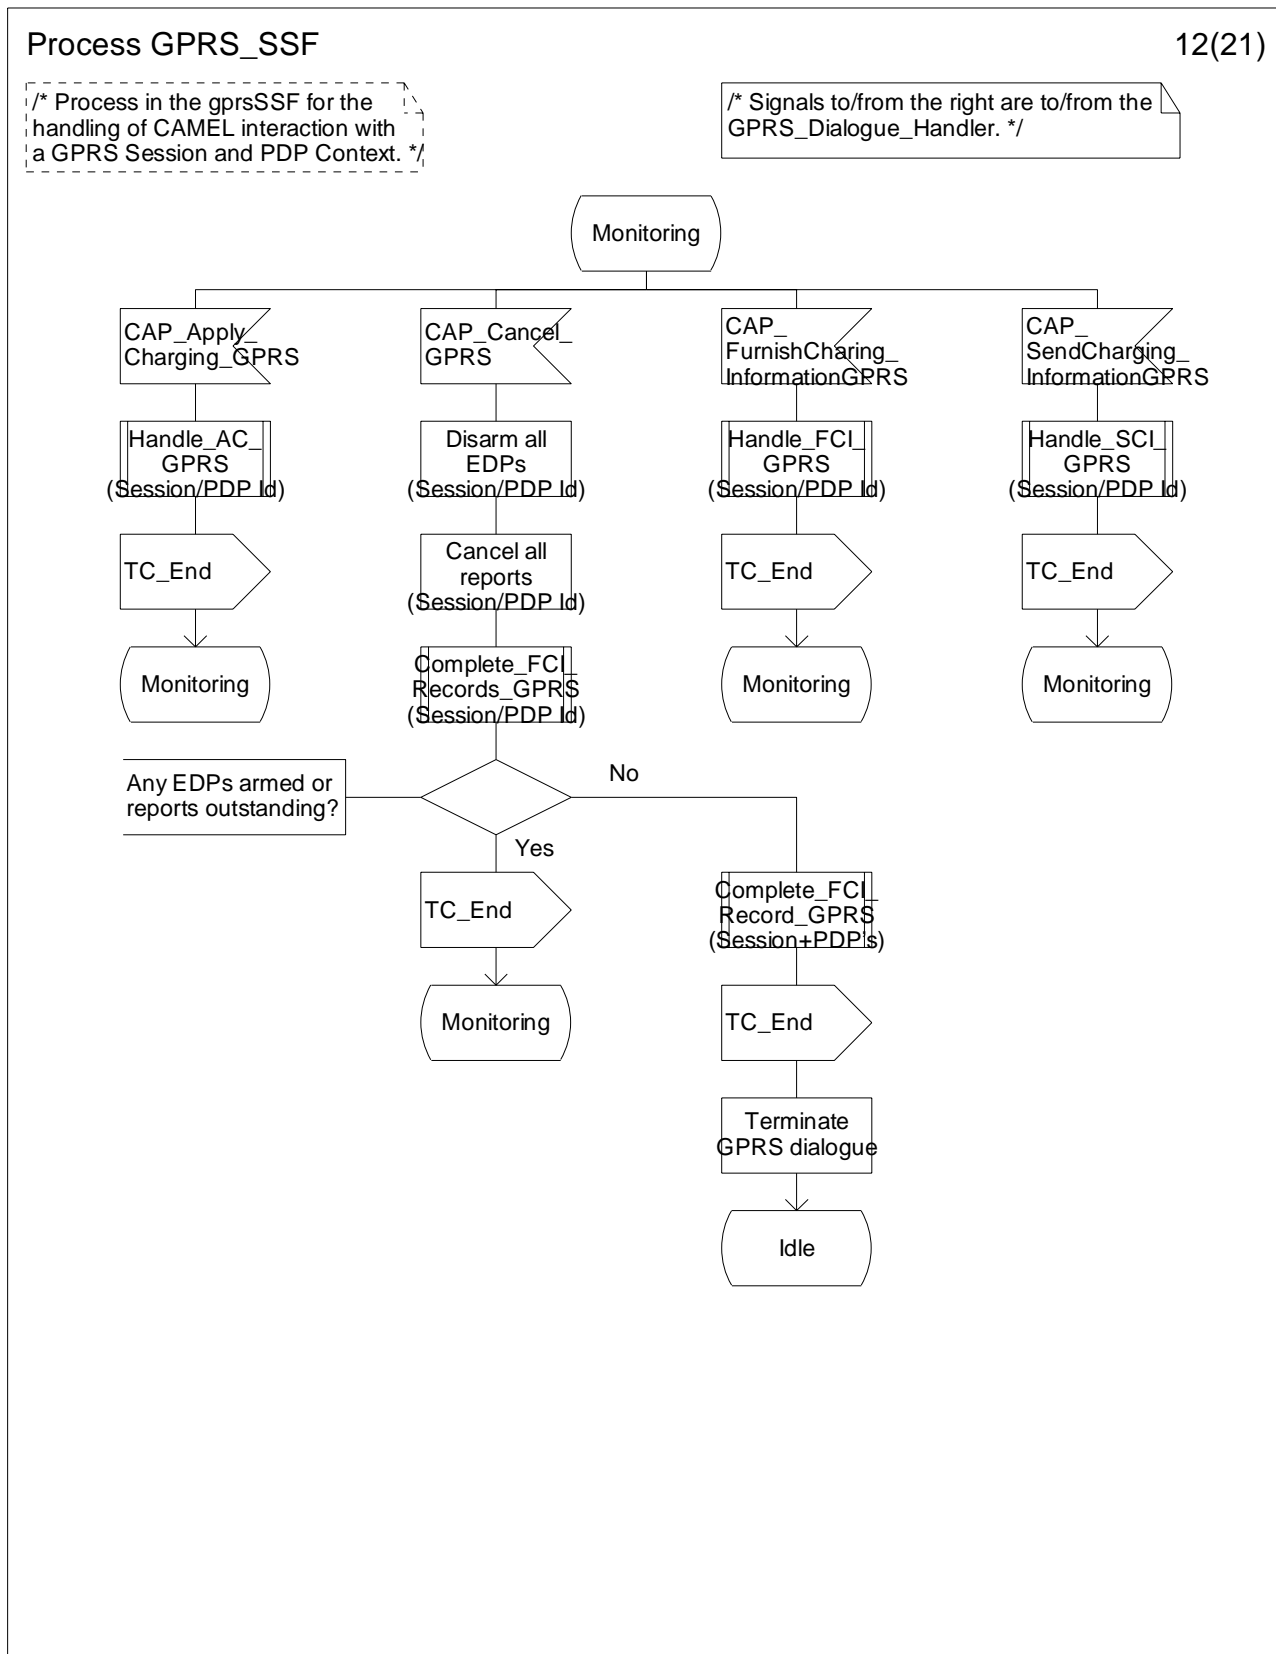 Process GPRS_SSF
12(21)
/* Process in the gprsSSF for the
handling of CAMEL interaction with
a GPRS Session and PDP Context. */
/* Signals to/from the right are to/from the
GPRS_Dialogue_Handler. */
Monitoring
CAP_Apply_
Charging_GPRS
CAP_Cancel_
GPRS
CAP_
FurnishCharing_
InformationGPRS
CAP_
SendCharging_
InformationGPRS
Handle_AC_
GPRS
(Session/PDP Id)
Disarm all
EDPs
(Session/PDP Id)
Handle_FCI_
GPRS
(Session/PDP Id)
Handle_SCI_
GPRS
(Session/PDP Id)
TC_End
Cancel all
reports
(Session/PDP Id)
TC_End
TC_End
Monitoring
Complete_FCI_
Records_GPRS
(Session/PDP Id)
Monitoring
Monitoring
Any EDPs armed or
reports outstanding?
No
Yes
TC_End
Complete_FCI_
Record_GPRS
(Session+PDP's)
Monitoring
TC_End
Terminate
GPRS dialogue
Idle